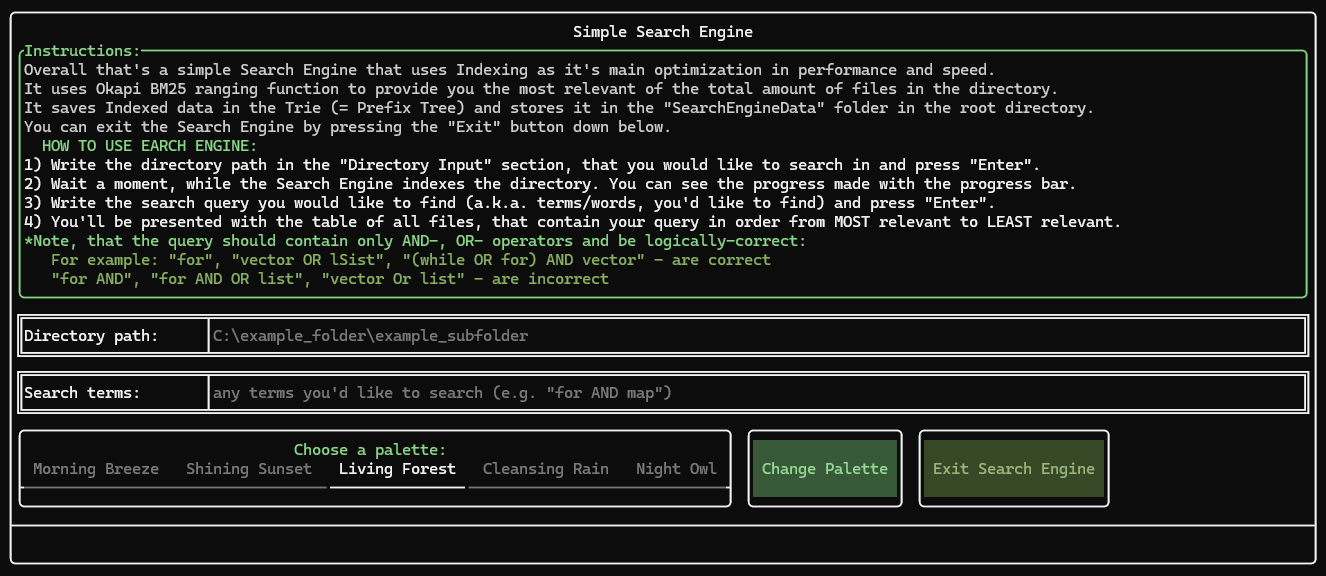 Simple Search Engine
Instructions:
Overall that's a simple Search Engine that uses Indexing as it's main optimization in performance and speed.
It uses Okapi BM25 ranging function to provide you the most relevant of the total amount of files in the directory.
It saves Indexed data in the Trie (= Prefix Tree) and stores it in the "SearchEngineData" folder in the root directory.
You can exit the Search Engine by pressing the "Exit" button down below.
HOW TO USE EARCH ENGINE:
1) Write the directory path in the "Directory Input" section, that you would like to search in and press "Enter".
2) Wait a moment, while the Search Engine indexes the directory. You can see the progress made with the progress bar.
3) Write the search query you would like to find (a.k.a. terms/words, you'd like to find) and press "Enter".
4) You'll be presented with the table of all files, that contain your query in order from MOST relevant to LEAST relevant.
*Note, that the query should contain only AND-, OR- operators and be logically-correct:
For example: "for", "vector OR lSist", "(while OR for) AND vector" - are correct
"for AND", "for AND OR list", "vector Or list" - are incorrect
Directory path: C:\example_folder\example_subfolder
Search terms: any terms you'd like to search (e.g. "for AND map")
Choose a palette:
Morning Breeze Shining Sunset Living Forest Cleansing Rain Night Owl Change Palette Exit Search Engine